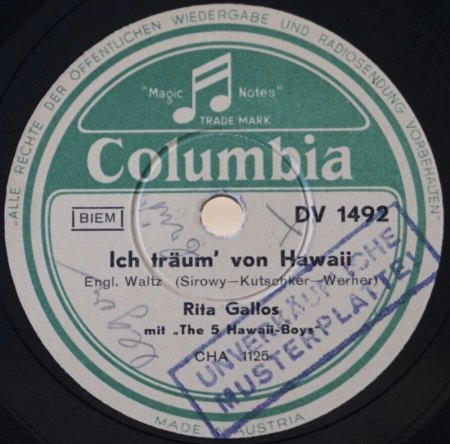 „ALLE RECHTE DER ÖFFENTLICHEN WIEDERGABE UND RADIOSENDUNG VORBEHALTEN"
"Magic Notes"
TRADE MARK
Columbia
BIEM
DV 1492
Ich träum' von Hawaii
Engl. Waltz (Sirowy—Kutschker—Werner)
Rita Gallos
mit „The 5 Hawaii-Boys"
CHA 1125
UNVERKÄUFLICHE
MUSTERPLATTE!
MADE IN AUSTRIA